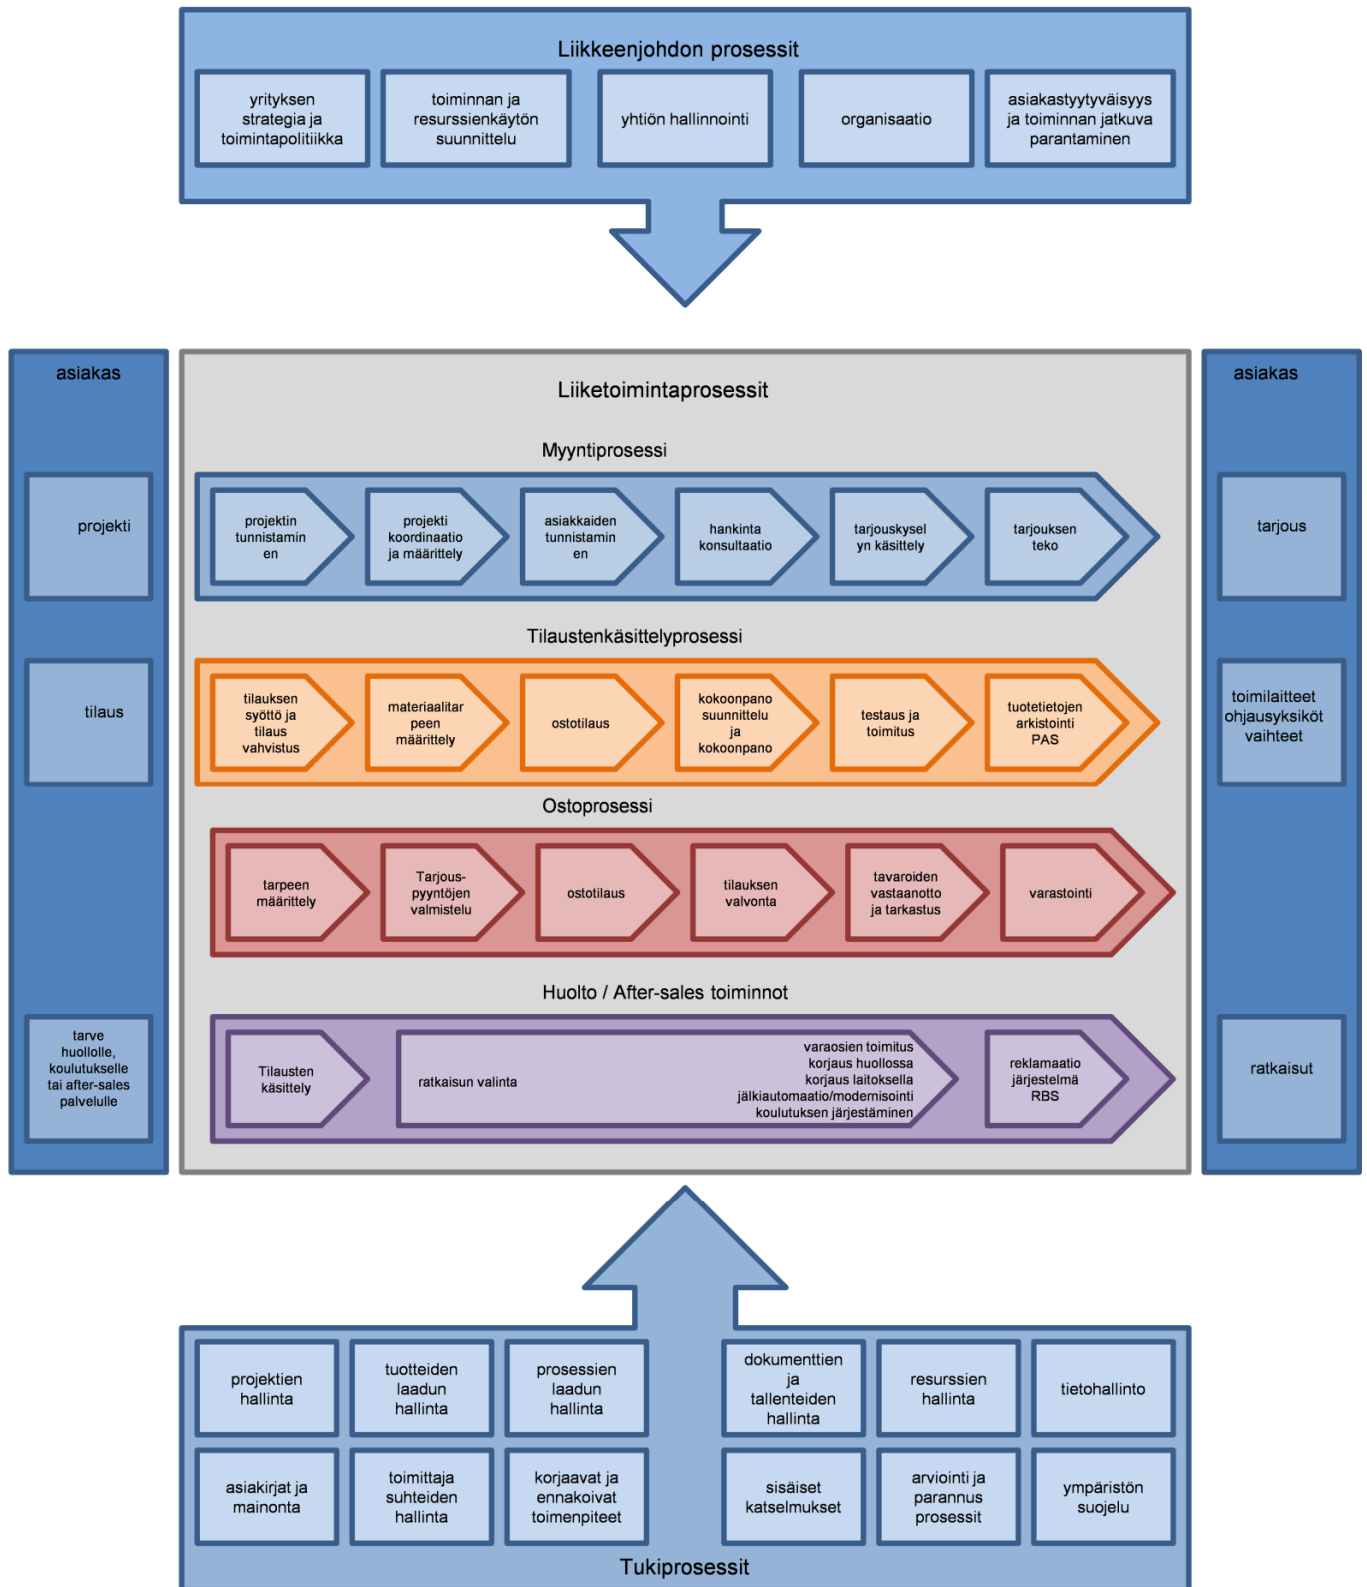 Liikkeenjohdon prosessit
yrityksen
strategia ja
toimintapolitiikka
toiminnan ja
resurssienkäytön
suunnittelu
yhtiön hallinnointi
organisaatio
asiakastyytyväisyys
ja toiminnan jatkuva
parantaminen
asiakas
projekti
tilaus
tarve
huollolle,
koulutukselle
tai after-sales
palvelulle
Liiketoimintaprosessit
Myyntiprosessi
projektin
tunnistamin
en
projekti
koordinaatio
ja määrittely
asiakkaiden
tunnistamin
en
hankinta
konsultaatio
tarjouskysel
yn käsittely
tarjouksen
teko
Tilaustenkäsittelyprosessi
tilauksen
syöttö ja
tilaus
vahvistus
materiaalitar
peen
määrittely
ostotilaus
kokoonpano
suunnittelu
ja
kokoonpano
testaus ja
toimitus
tuotetietojen
arkistointi
PAS
Ostoprosessi
tarpeen
määrittely
Tarjous-
pyyntöjen
valmistelu
ostotilaus
tilauksen
valvonta
tavaroiden
vastaanotto
ja tarkastus
varastointi
Huolto / After-sales toiminnot
Tilausten
käsittely
ratkaisun valinta
varaosien toimitus
korjaus huollossa
korjaus laitoksella
jälkiautomaatio/modernisointi
koulutuksen järjestäminen
reklamaatio
järjestelmä
RBS
asiakas
tarjous
toimilaitteet
ohjausyksiköt
vaihteet
ratkaisut
projektien
hallinta
tuotteiden
laadun
hallinta
prosessien
laadun
hallinta
dokumenttien
ja
tallenteiden
hallinta
resurssien
hallinta
tietohallinto
asiakirjat ja
mainonta
toimittaja
suhteiden
hallinta
korjaavat ja
ennakoivat
toimenpiteet
sisäiset
katselmukset
arviointi ja
parannus
prosessit
ympäristön
suojelu
Tukiprosessit